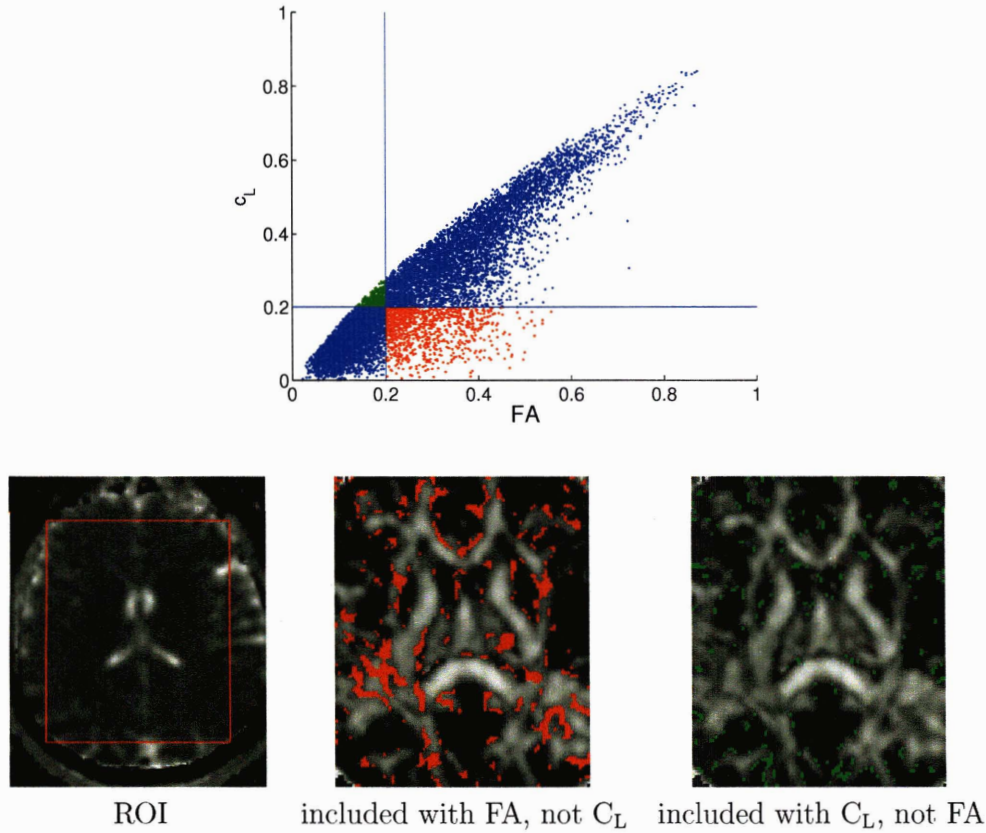 1
0.8
0.6
0.4
0.2
0
c_L
0 0.2 0.4 0.6 0.8 1
FA
ROI
included with FA, not C_L
included with C_L, not FA